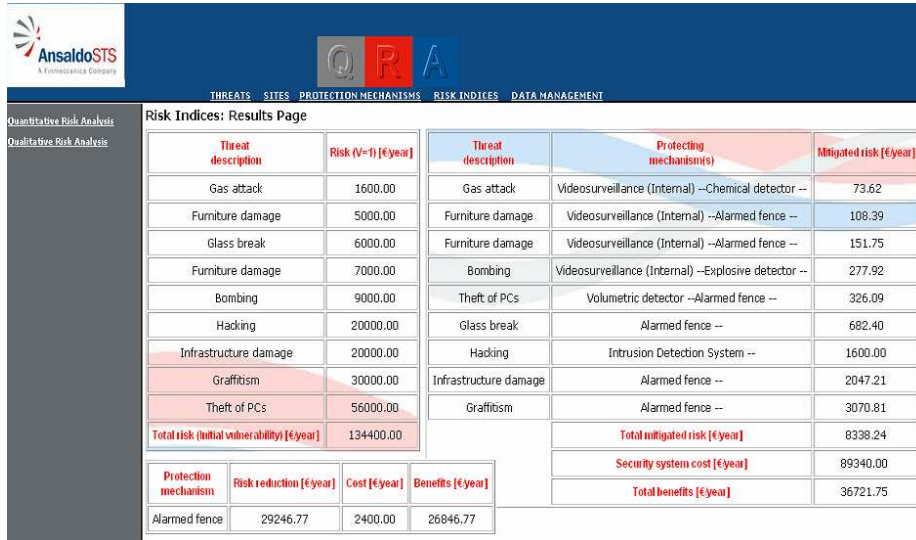 AnsaldoSTS
A Finmeccanica Company
QRA
THREATS SITES PROTECTION MECHANISMS RISK INDICES DATA MANAGEMENT
Quantitative Risk Analysis
Qualitative Risk Analysis
Risk Indices: Results Page
Threat description Risk (V=1) [€/year]
Gas attack 1600.00
Furniture damage 5000.00
Glass break 6000.00
Furniture damage 7000.00
Bombing 9000.00
Hacking 20000.00
Infrastructure damage 20000.00
Graffitism 30000.00
Theft of PCs 56000.00
Total risk (Initial vulnerability) [€/year] 134400.00
Threat description Protecting mechanism(s) Mitigated risk [€/year]
Gas attack Videosurveillance (Internal) --Chemical detector -- 73.62
Furniture damage Videosurveillance (Internal) --Alarmed fence -- 108.39
Furniture damage Videosurveillance (Internal) --Alarmed fence -- 151.75
Bombing Videosurveillance (Internal) --Explosive detector -- 277.92
Theft of PCs Volumetric detector --Alarmed fence -- 326.09
Glass break Alarmed fence -- 682.40
Hacking Intrusion Detection System -- 1600.00
Infrastructure damage Alarmed fence -- 2047.21
Graffitism Alarmed fence -- 3070.81
Total mitigated risk [€/year] 8338.24
Security system cost [€/year] 89340.00
Total benefits [€/year] 36721.75
Protection mechanism Risk reduction [€/year] Cost [€/year] Benefits [€/year]
Alarmed fence 29246.77 2400.00 26846.77